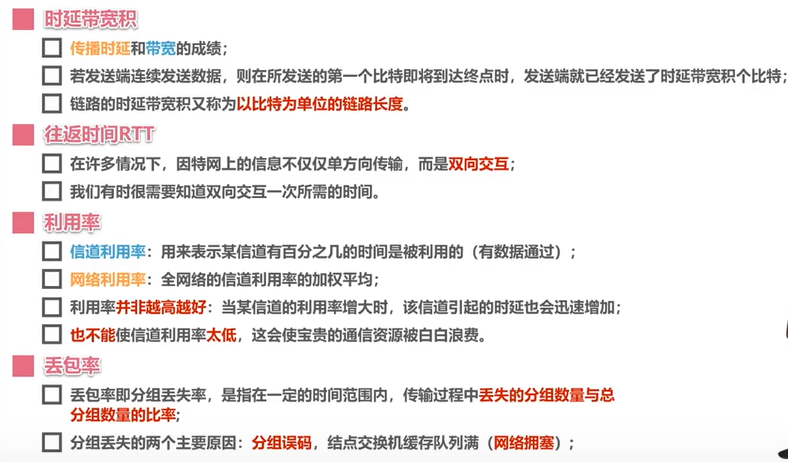 时延带宽积
传播时延和带宽的成绩；
若发送端连续发送数据，则在所发送的第一个比特即将到达终点时，发送端就已经发送了时延带宽积个比特；
链路的时延带宽积又称为以比特为单位的链路长度。
往返时间RTT
在许多情况下，因特网上的信息不仅仅单方向传输，而是双向交互；
我们有时很需要知道双向交互一次所需的时间。
利用率
信道利用率：用来表示某信道有百分之几的时间是被利用的（有数据通过）；
网络利用率：全网络的信道利用率的加权平均；
利用率并非越高越好：当某信道的利用率增大时，该信道引起的时延也会迅速增加；
也不能使信道利用率太低，这会使宝贵的通信资源被白白浪费。
丢包率
丢包率即分组丢失率，是指在一定的时间范围内，传输过程中丢失的分组数量与总
分组数量的比率；
分组丢失的两个主要原因：分组误码，结点交换机缓存队列满（网络拥塞）；